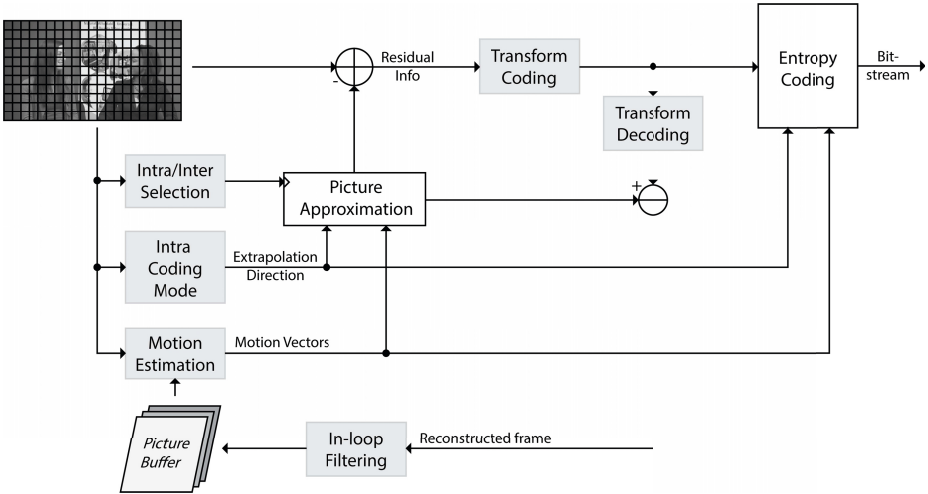 Residual
Info
-
Transform
Coding
Entropy
Coding
Bit-
stream
Transform
Decoding
Intra/Inter
Selection
Picture
Approximation
+
Intra
Coding
Mode
Extrapolation
Direction
Motion
Estimation
Motion Vectors
Picture
Buffer
In-loop
Filtering
Reconstructed frame